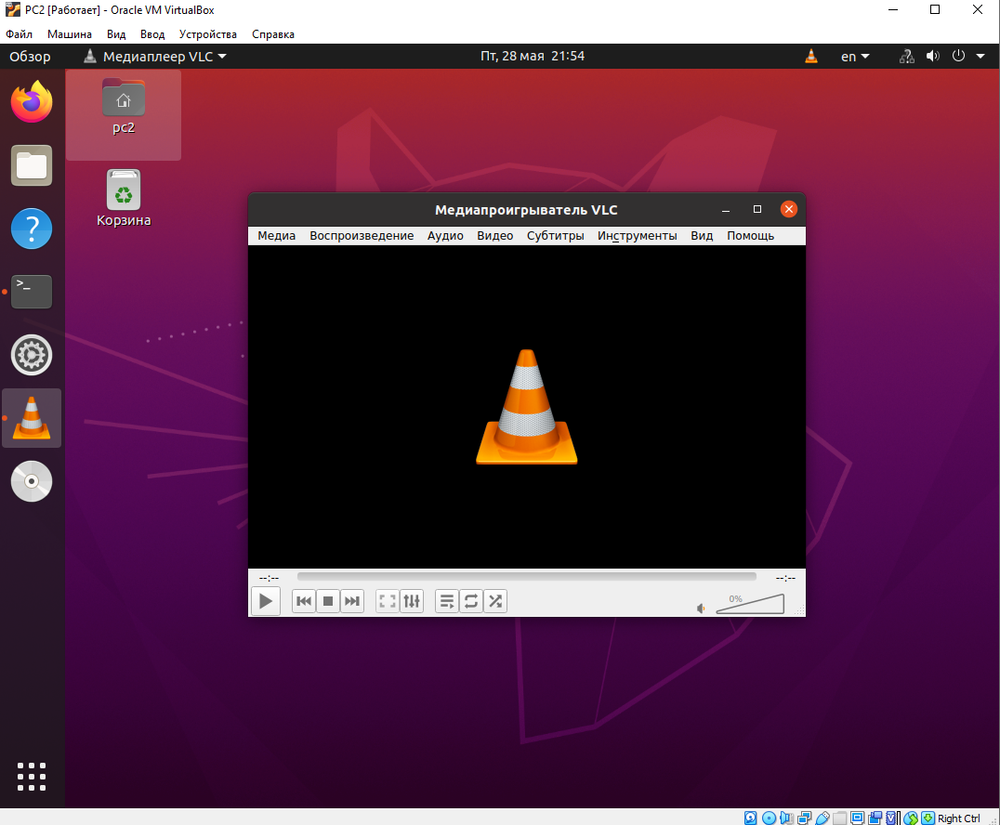 PC2 [Работает] - Oracle VM VirtualBox
Файл Машина Вид Ввод Устройства Справка
Обзор Медиаплеер VLC Пт, 28 мая 21:54 en
pc2
Корзина
Медиапроигрыватель VLC
Медиа Воспроизведение Аудио Видео Субтитры Инструменты Вид Помощь
--:-- --:--
0%
Right Ctrl